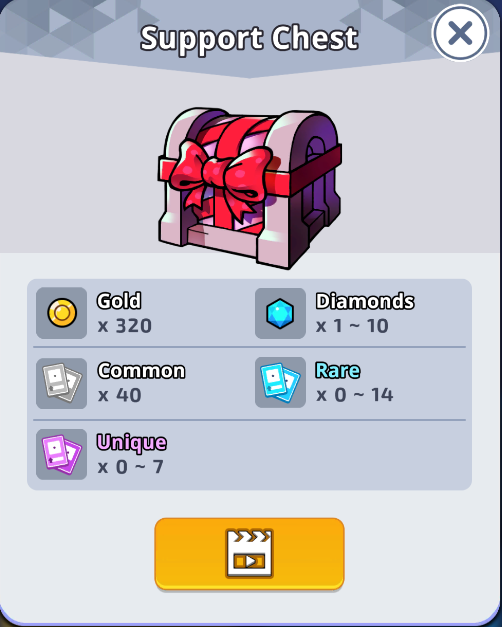 Support Chest
Gold
x 320
Diamonds
x 1 ~ 10
Common
x 40
Rare
x 0 ~ 14
Unique
x 0 ~ 7